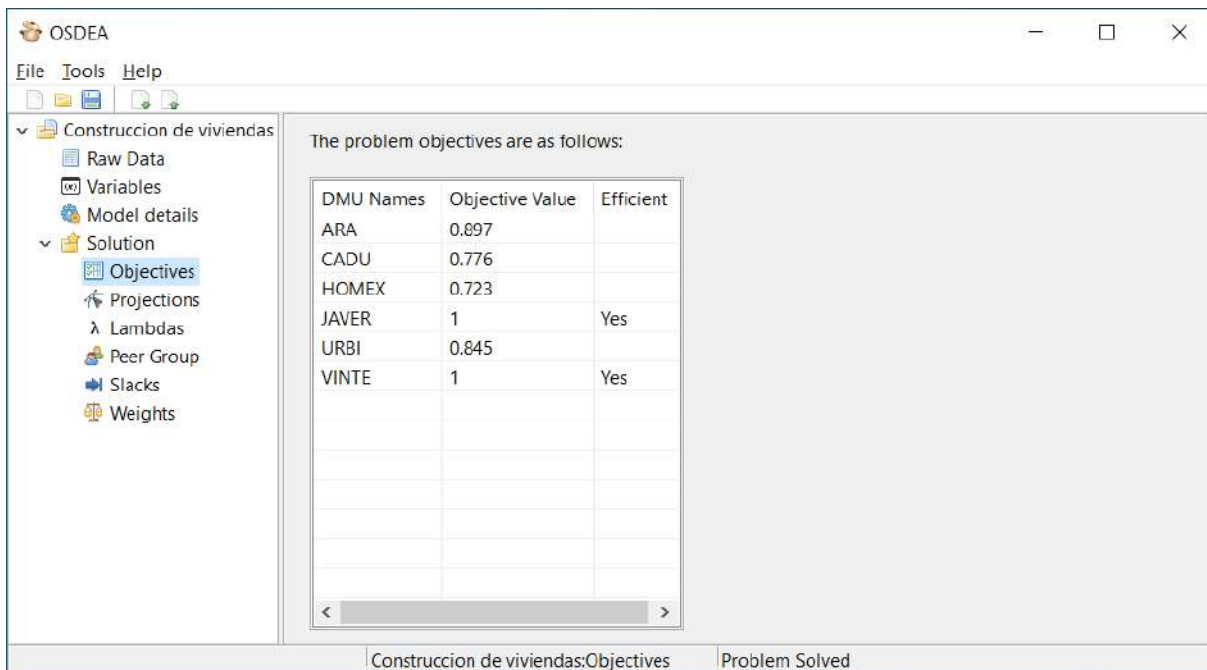 OSDEA
File Tools Help
Construccion de viviendas
Raw Data
Variables
Model details
Solution
Objectives
Projections
λ Lambdas
Peer Group
Slacks
Weights
The problem objectives are as follows:
DMU Names Objective Value Efficient
ARA 0.897
CADU 0.776
HOMEX 0.723
JAVER 1 Yes
URBI 0.845
VINTE 1 Yes
Construccion de viviendas:Objectives Problem Solved